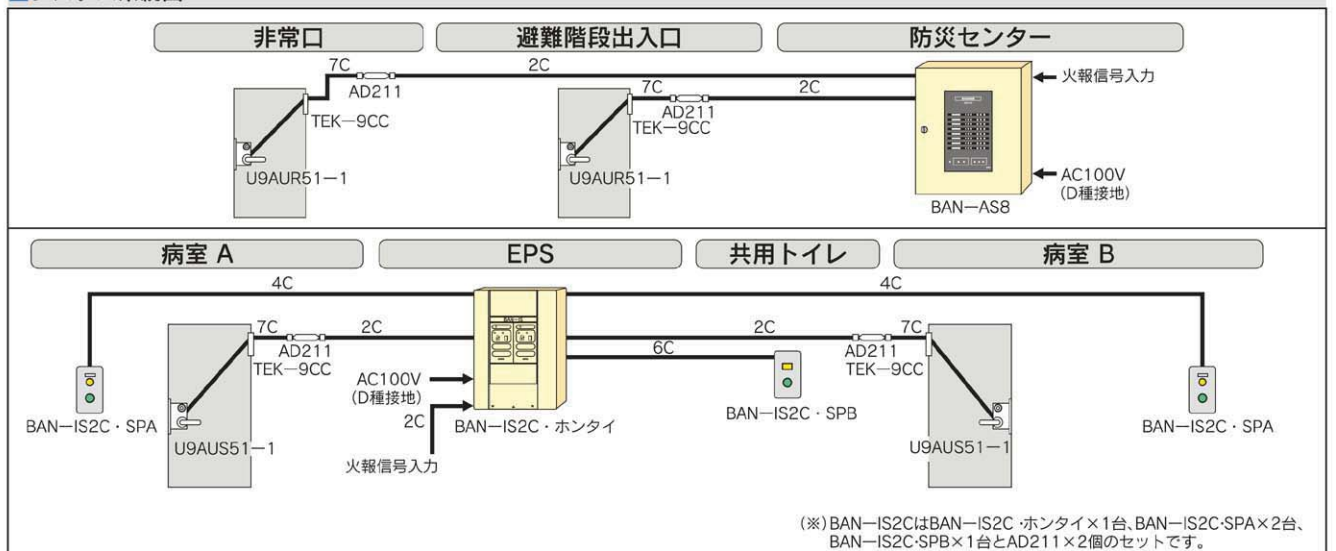 非常口
避難階段出入口
防災センター
7C
2C
AD211
TEK－9CC
U9AUR51－1
7C
2C
AD211
TEK－9CC
U9AUR51－1
火報信号入力
AC100V
(D種接地)
BAN－AS8
病室 A
EPS
共用トイレ
病室 B
4C
4C
7C
2C
AD211
TEK－9CC
U9AUS51－1
BAN－IS2C・SPA
AC100V
(D種接地)
2C
火報信号入力
BAN－IS2C・ホンタイ
6C
BAN－IS2C・SPB
2C
7C
AD211
TEK－9CC
U9AUS51－1
BAN－IS2C・SPA
(※)BAN－IS2CはBAN－IS2C・ホンタイ×1台、BAN－IS2C・SPA×2台、
BAN－IS2C・SPB×1台とAD211×2個のセットです。